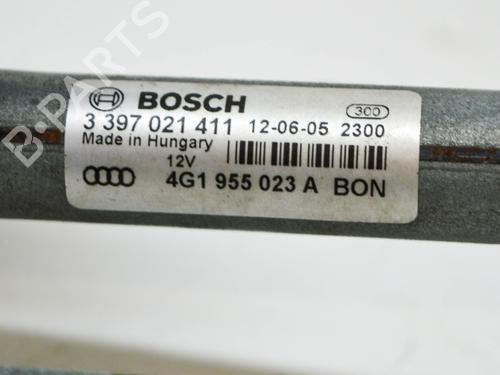 B-PARTS
BOSCH 300
3 397 021 411 12-06-05 2300
Made in Hungary
12V
4G1 955 023 A BON